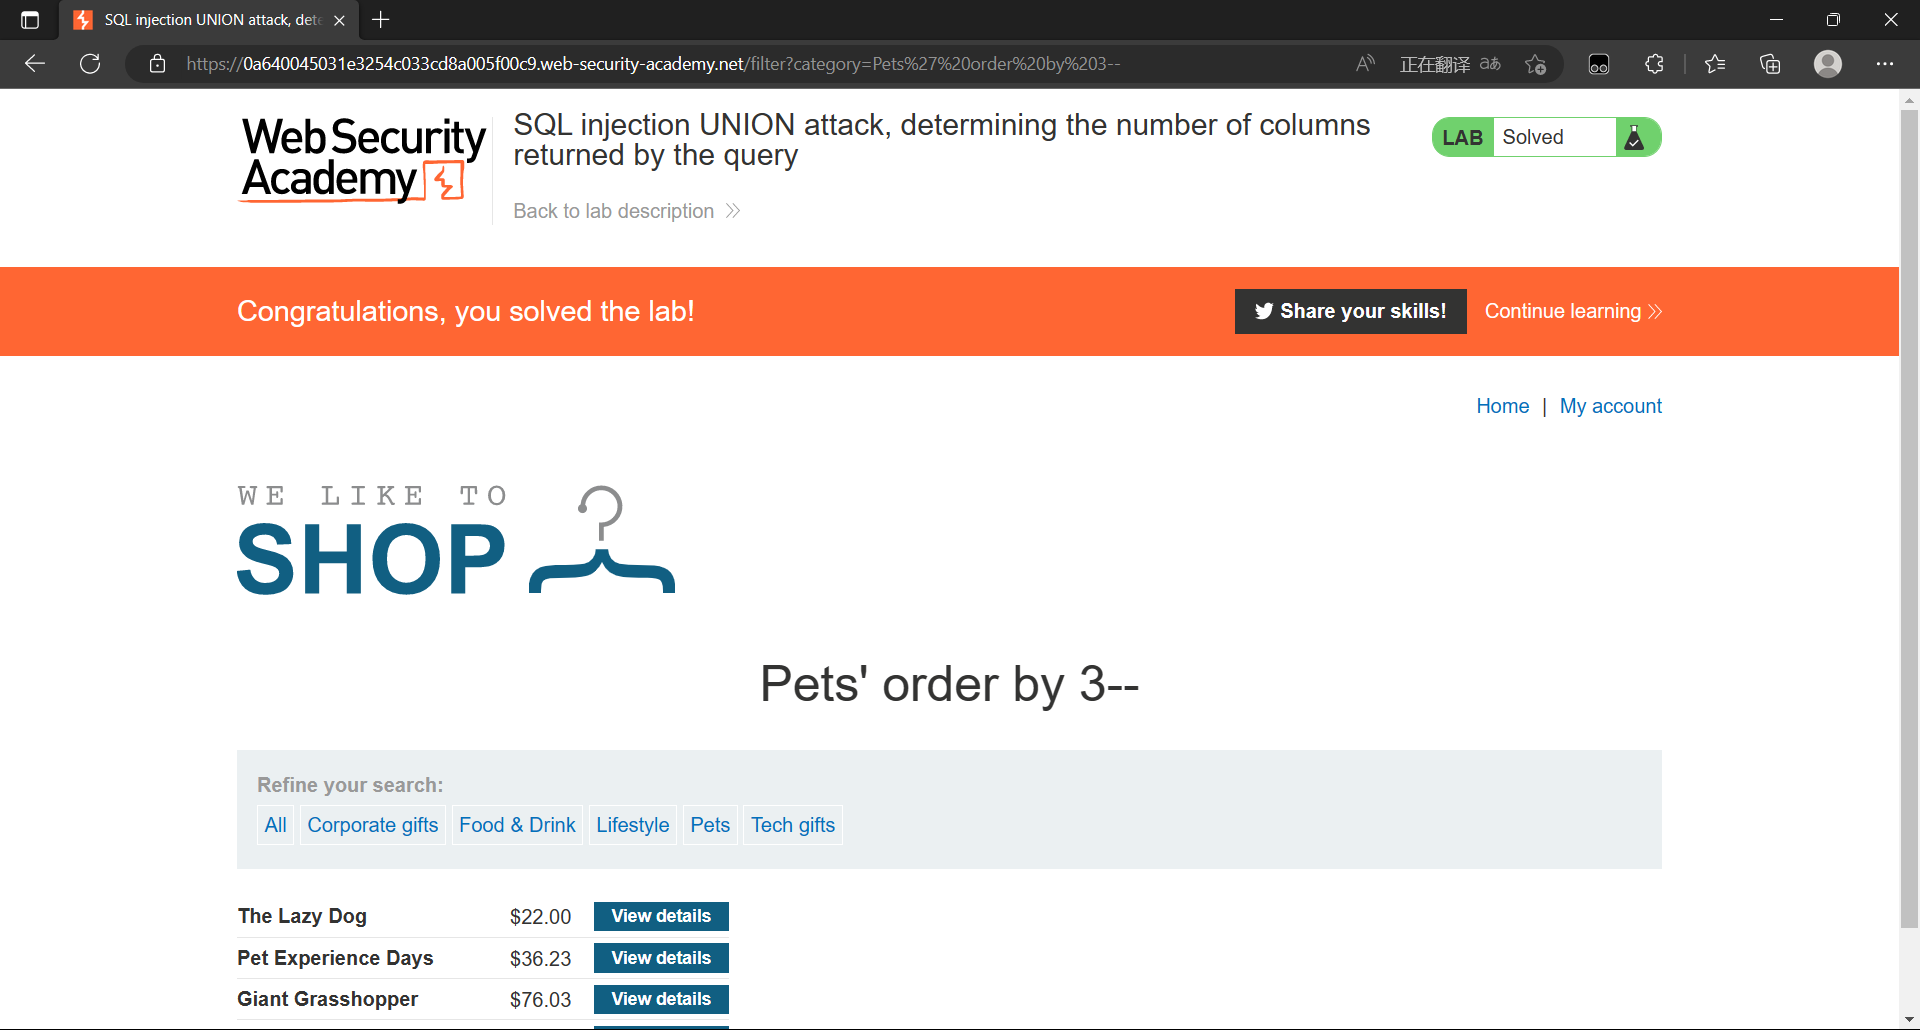 SQL injection UNION attack, dete
https://0a640045031e3254c033cd8a005f00c9.web-security-academy.net/filter?category=Pets%27%20order%20by%203--
正在翻译
aあ
Web Security
Academy
SQL injection UNION attack, determining the number of columns
returned by the query
Back to lab description
LAB Solved
Congratulations, you solved the lab!
Share your skills!
Continue learning
Home | My account
WE LIKE TO
SHOP
Pets' order by 3--
Refine your search:
All Corporate gifts Food & Drink Lifestyle Pets Tech gifts
The Lazy Dog $22.00 View details
Pet Experience Days $36.23 View details
Giant Grasshopper $76.03 View details